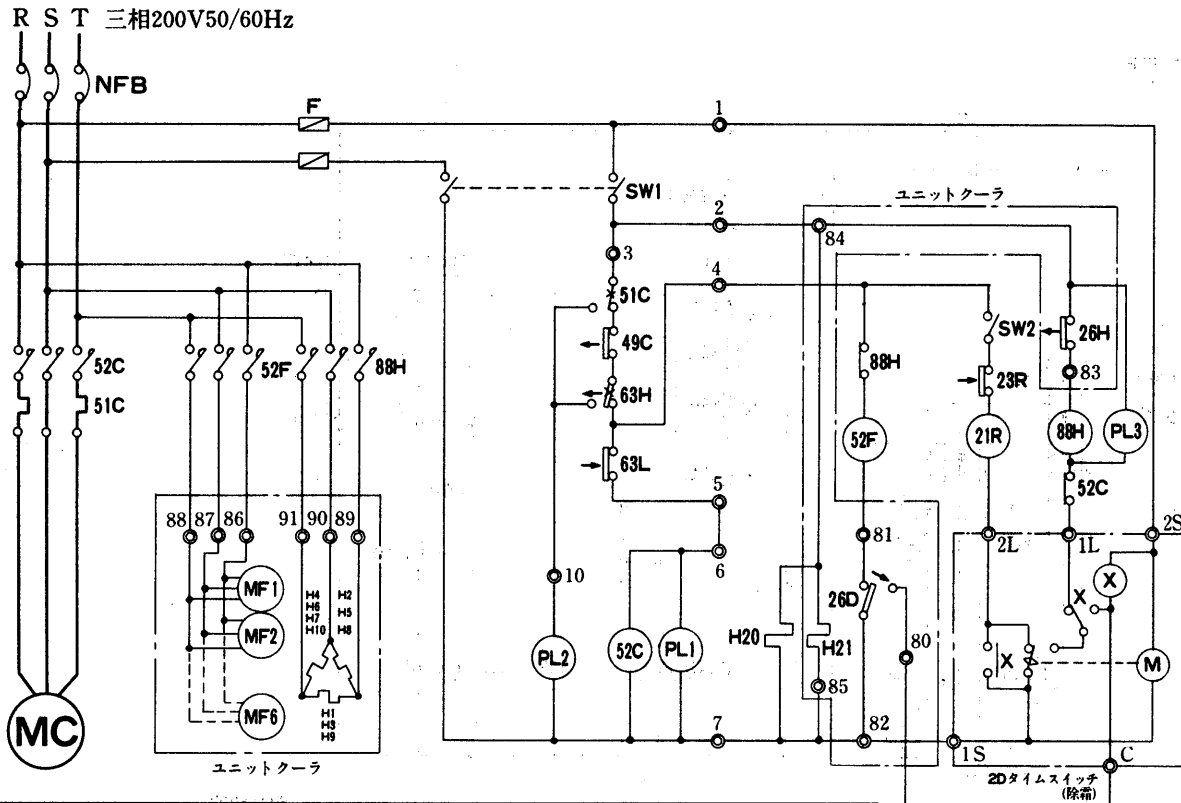 R S T 三相200V50/60Hz
NFB
F
1
SW1
ユニットクーラ
2
84
3
4
51C
49C
63H
63L
SW2
26H
88H
23R
83
52C
52F
88H
51C
52F
21R
88H
PL3
52C
5
6
81
2L
1L
2S
88 87 86 91 90 89
10
26D
X
X
MF1
MF2
MF6
H4
H6
H7
H10
H2
H5
H8
H1
H3
H9
PL2
52C
PL1
H20
H21
80
X
M
85
MC
7
82
1S
C
ユニットクーラ
2Dタイムスイッチ
(除霜)